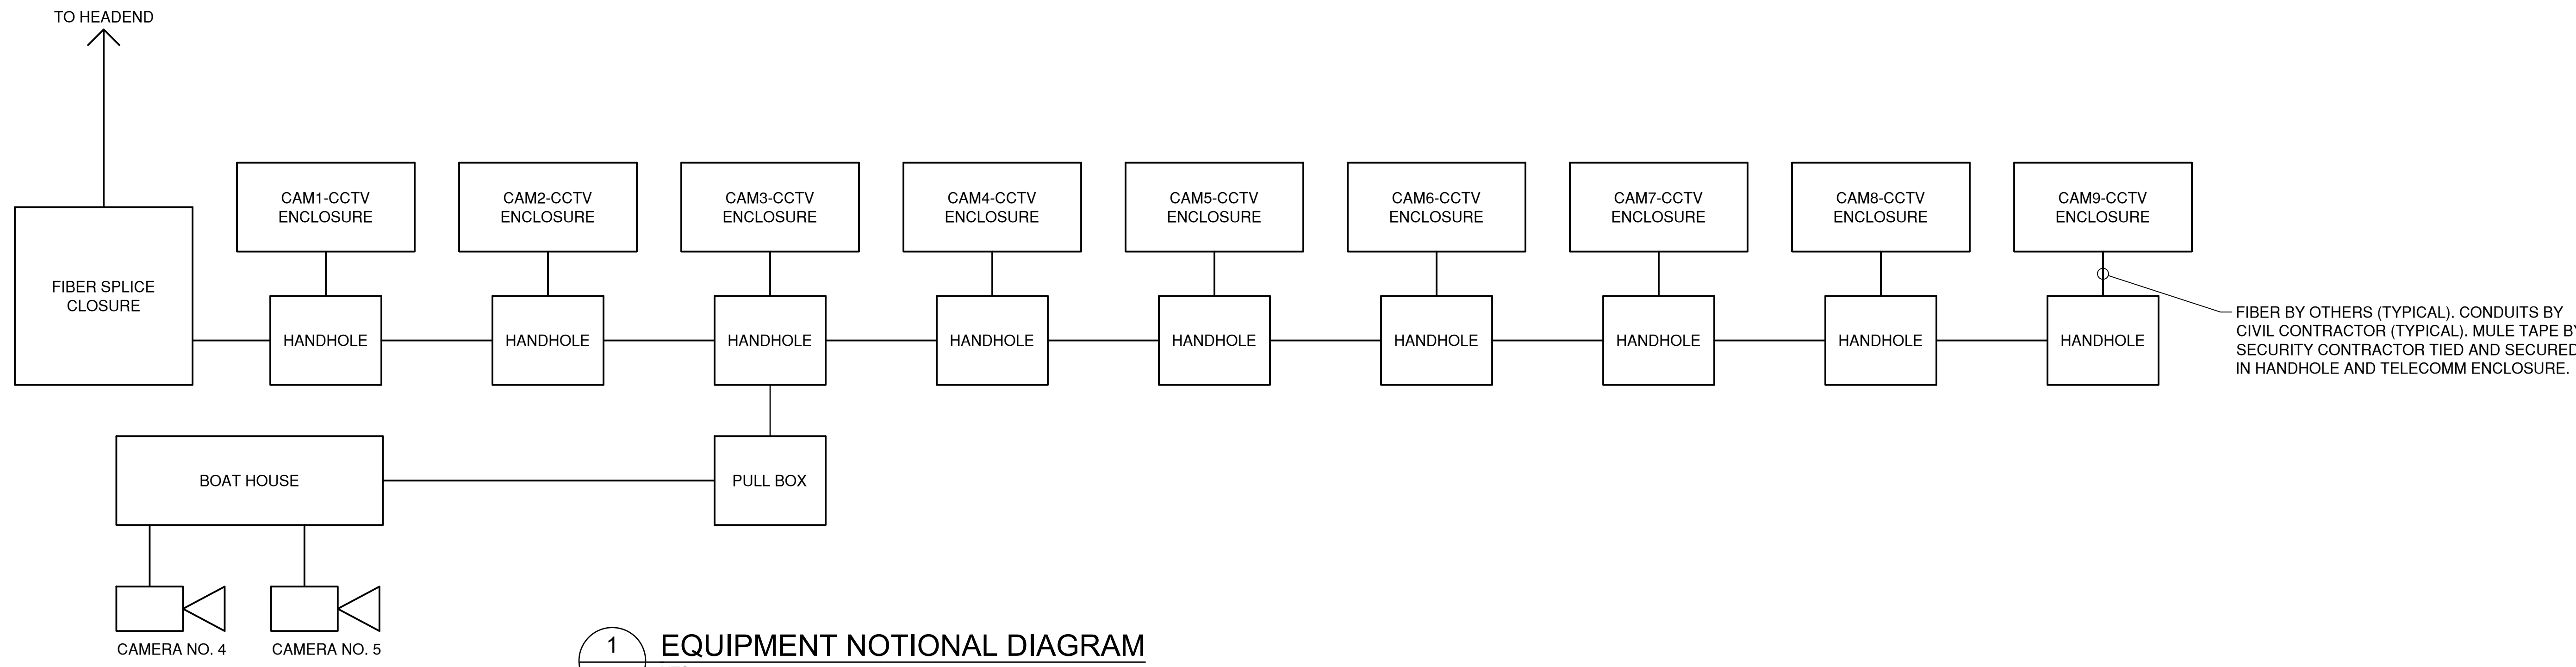 TO HEADEND
CAM1-CCTV
ENCLOSURE
CAM2-CCTV
ENCLOSURE
CAM3-CCTV
ENCLOSURE
CAM4-CCTV
ENCLOSURE
CAM5-CCTV
ENCLOSURE
CAM6-CCTV
ENCLOSURE
CAM7-CCTV
ENCLOSURE
CAM8-CCTV
ENCLOSURE
CAM9-CCTV
ENCLOSURE
FIBER SPLICE
CLOSURE
HANDHOLE
HANDHOLE
HANDHOLE
HANDHOLE
HANDHOLE
HANDHOLE
HANDHOLE
HANDHOLE
HANDHOLE
FIBER BY OTHERS (TYPICAL). CONDUITS BY
CIVIL CONTRACTOR (TYPICAL). MULE TAPE BY
SECURITY CONTRACTOR TIED AND SECURED
IN HANDHOLE AND TELECOMM ENCLOSURE.
BOAT HOUSE
PULL BOX
CAMERA NO. 4
CAMERA NO. 5
1
EQUIPMENT NOTIONAL DIAGRAM